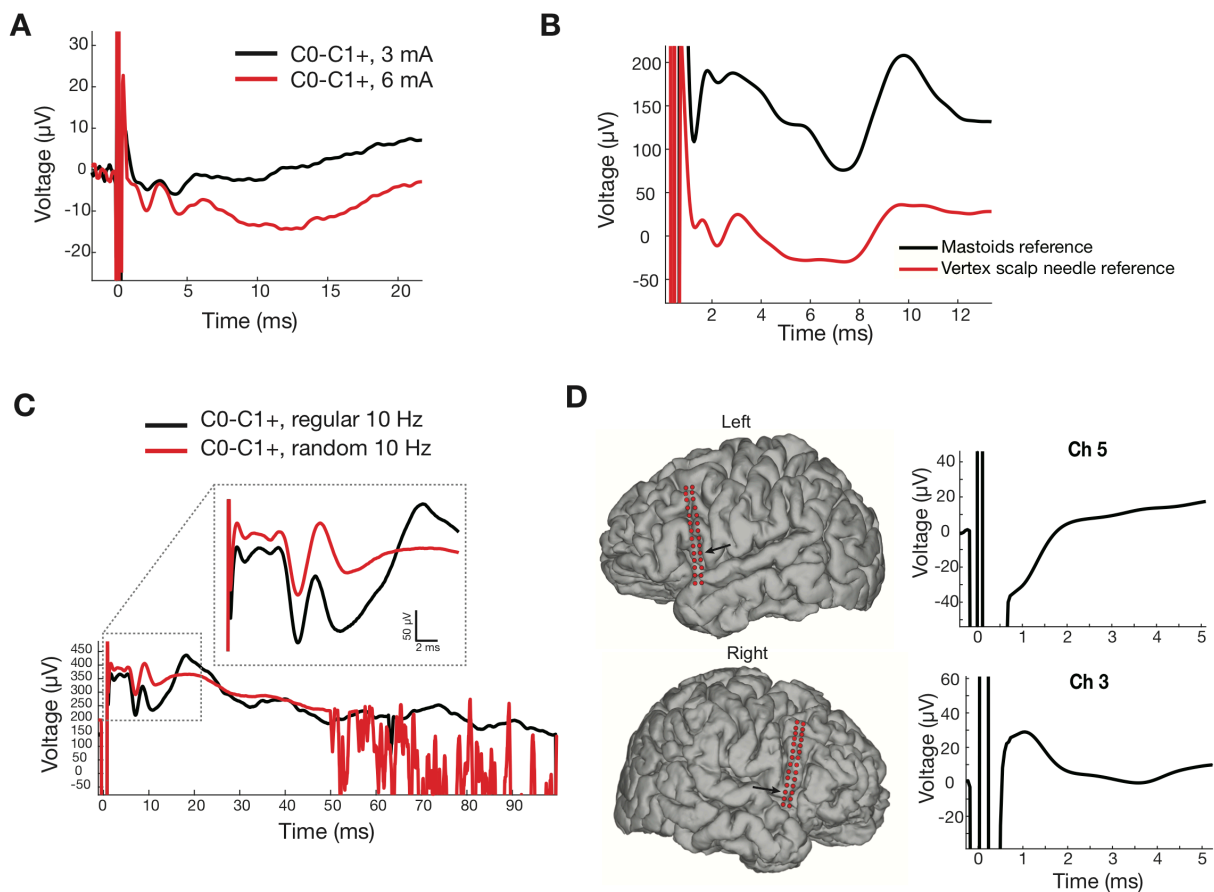 A
C0-C1+, 3 mA
C0-C1+, 6 mA
Voltage (µV)
30
10
0
-10
-20
0
5
10
15
20
Time (ms)
B
200
150
100
50
0
-50
Voltage (µV)
Mastoids reference
Vertex scalp needle reference
2
4
6
8
10
12
Time (ms)
C
C0-C1+, regular 10 Hz
C0-C1+, random 10 Hz
50 µV
2 ms
Voltage (µV)
450
400
350
300
250
200
150
100
50
0
-50
0
10
20
30
40
50
60
70
80
90
Time (ms)
D
Left
Right
Ch 5
Voltage (µV)
40
20
0
-20
-40
0
1
2
3
4
5
Ch 3
Voltage (µV)
60
40
20
0
-20
0
1
2
3
4
5
Time (ms)